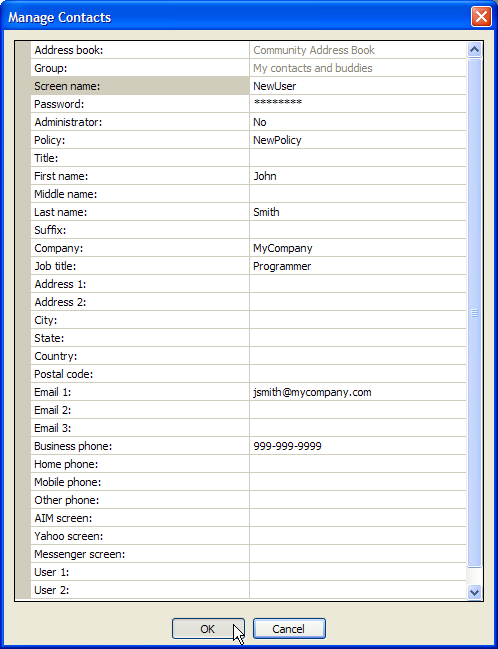 Manage Contacts
Address book: Community Address Book
Group: My contacts and buddies
Screen name: NewUser
Password: ********
Administrator: No
Policy: NewPolicy
Title:
First name: John
Middle name:
Last name: Smith
Suffix:
Company: MyCompany
Job title: Programmer
Address 1:
Address 2:
City:
State:
Country:
Postal code:
Email 1: jsmith@mycompany.com
Email 2:
Email 3:
Business phone: 999-999-9999
Home phone:
Mobile phone:
Other phone:
AIM screen:
Yahoo screen:
Messenger screen:
User 1:
User 2:
OK Cancel